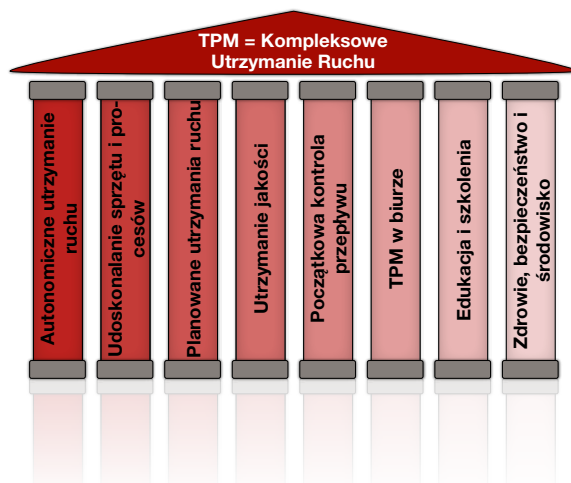 TPM = Kompleksowe
Utrzymanie Ruchu
Autonomiczne utrzymanie
ruchu
Udoskonalanie sprzętu i pro-
cesów
Planowane utrzymania ruchu
Utrzymanie jakości
Początkowa kontrola
przepływu
TPM w biurze
Edukacja i szkolenia
Zdrowie, bezpieczeństwo i
środowisko